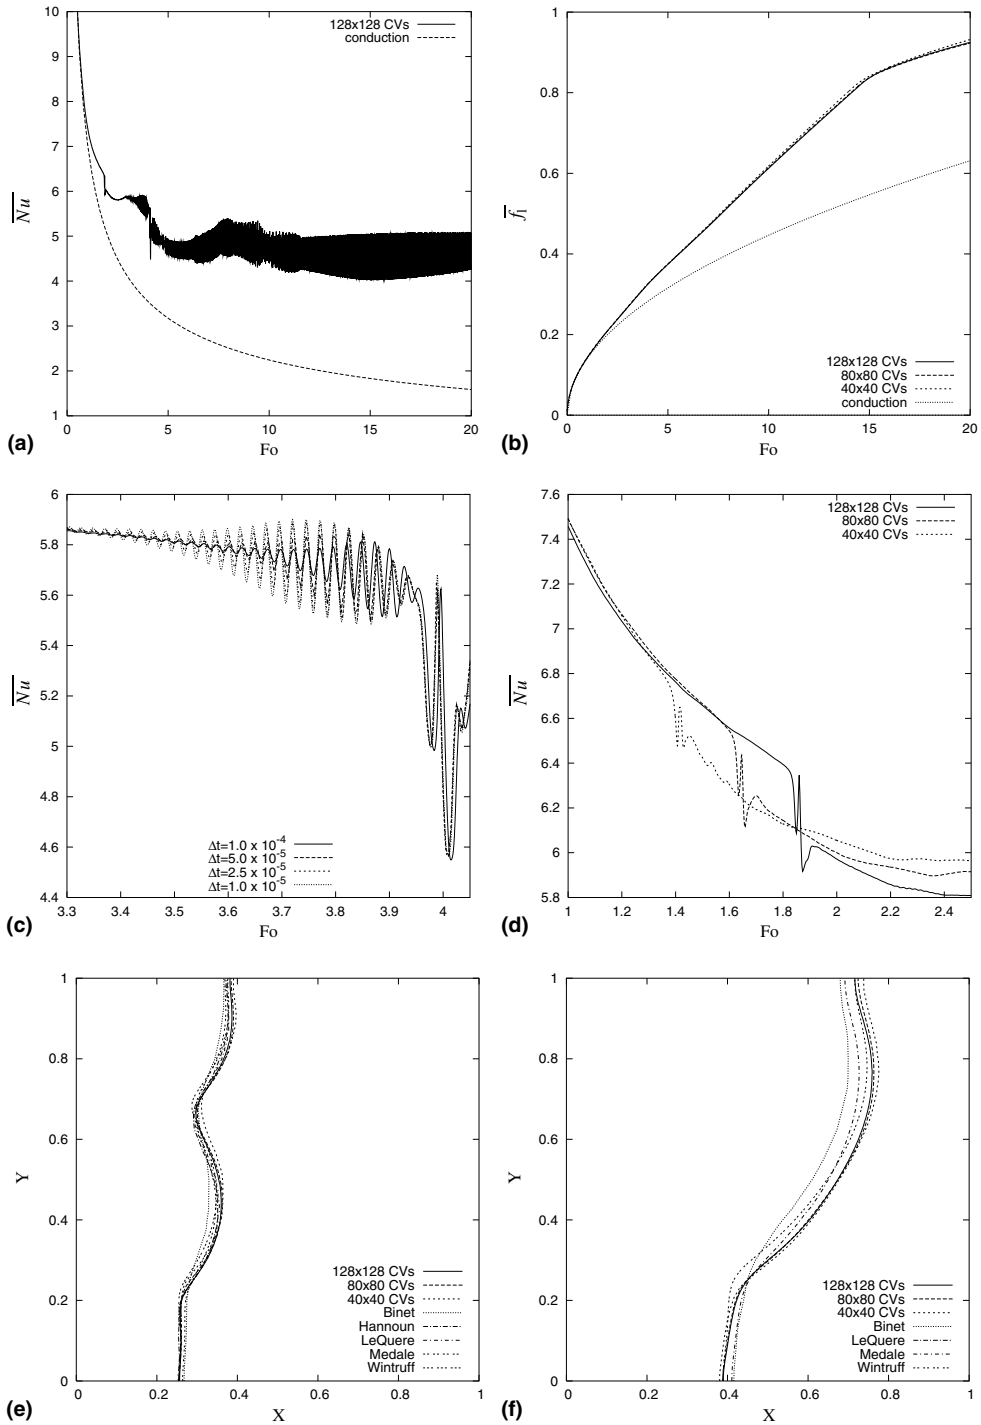 128x128 CVs
conduction
10
9
8
7
6
5
4
3
2
1
Nu
0
5
10
15
20
(a)
Fo
1
0.8
0.6
0.4
0.2
0
f̅l
128x128 CVs
80x80 CVs
40x40 CVs
conduction
0
5
10
15
20
(b)
Fo
6
5.8
5.6
5.4
5.2
5
4.8
4.6
4.4
Nu
Δt=1.0 x 10-4
Δt=5.0 x 10-5
Δt=2.5 x 10-5
Δt=1.0 x 10-5
3.3
3.4
3.5
3.6
3.7
3.8
3.9
4
(c)
Fo
128x128 CVs
80x80 CVs
40x40 CVs
7.6
7.4
7.2
7
6.8
6.6
6.4
6.2
6
5.8
Nu
1
1.2
1.4
1.6
1.8
2
2.2
2.4
(d)
Fo
1
0.8
0.6
0.4
0.2
0
Y
128x128 CVs
80x80 CVs
40x40 CVs
Binet
Hannoun
LeQuere
Medale
Wintruff
0
0.2
0.4
0.6
0.8
1
(e)
X
1
0.8
0.6
0.4
0.2
0
Y
128x128 CVs
80x80 CVs
40x40 CVs
Binet
LeQuere
Medale
Wintruff
0
0.2
0.4
0.6
0.8
1
(f)
X